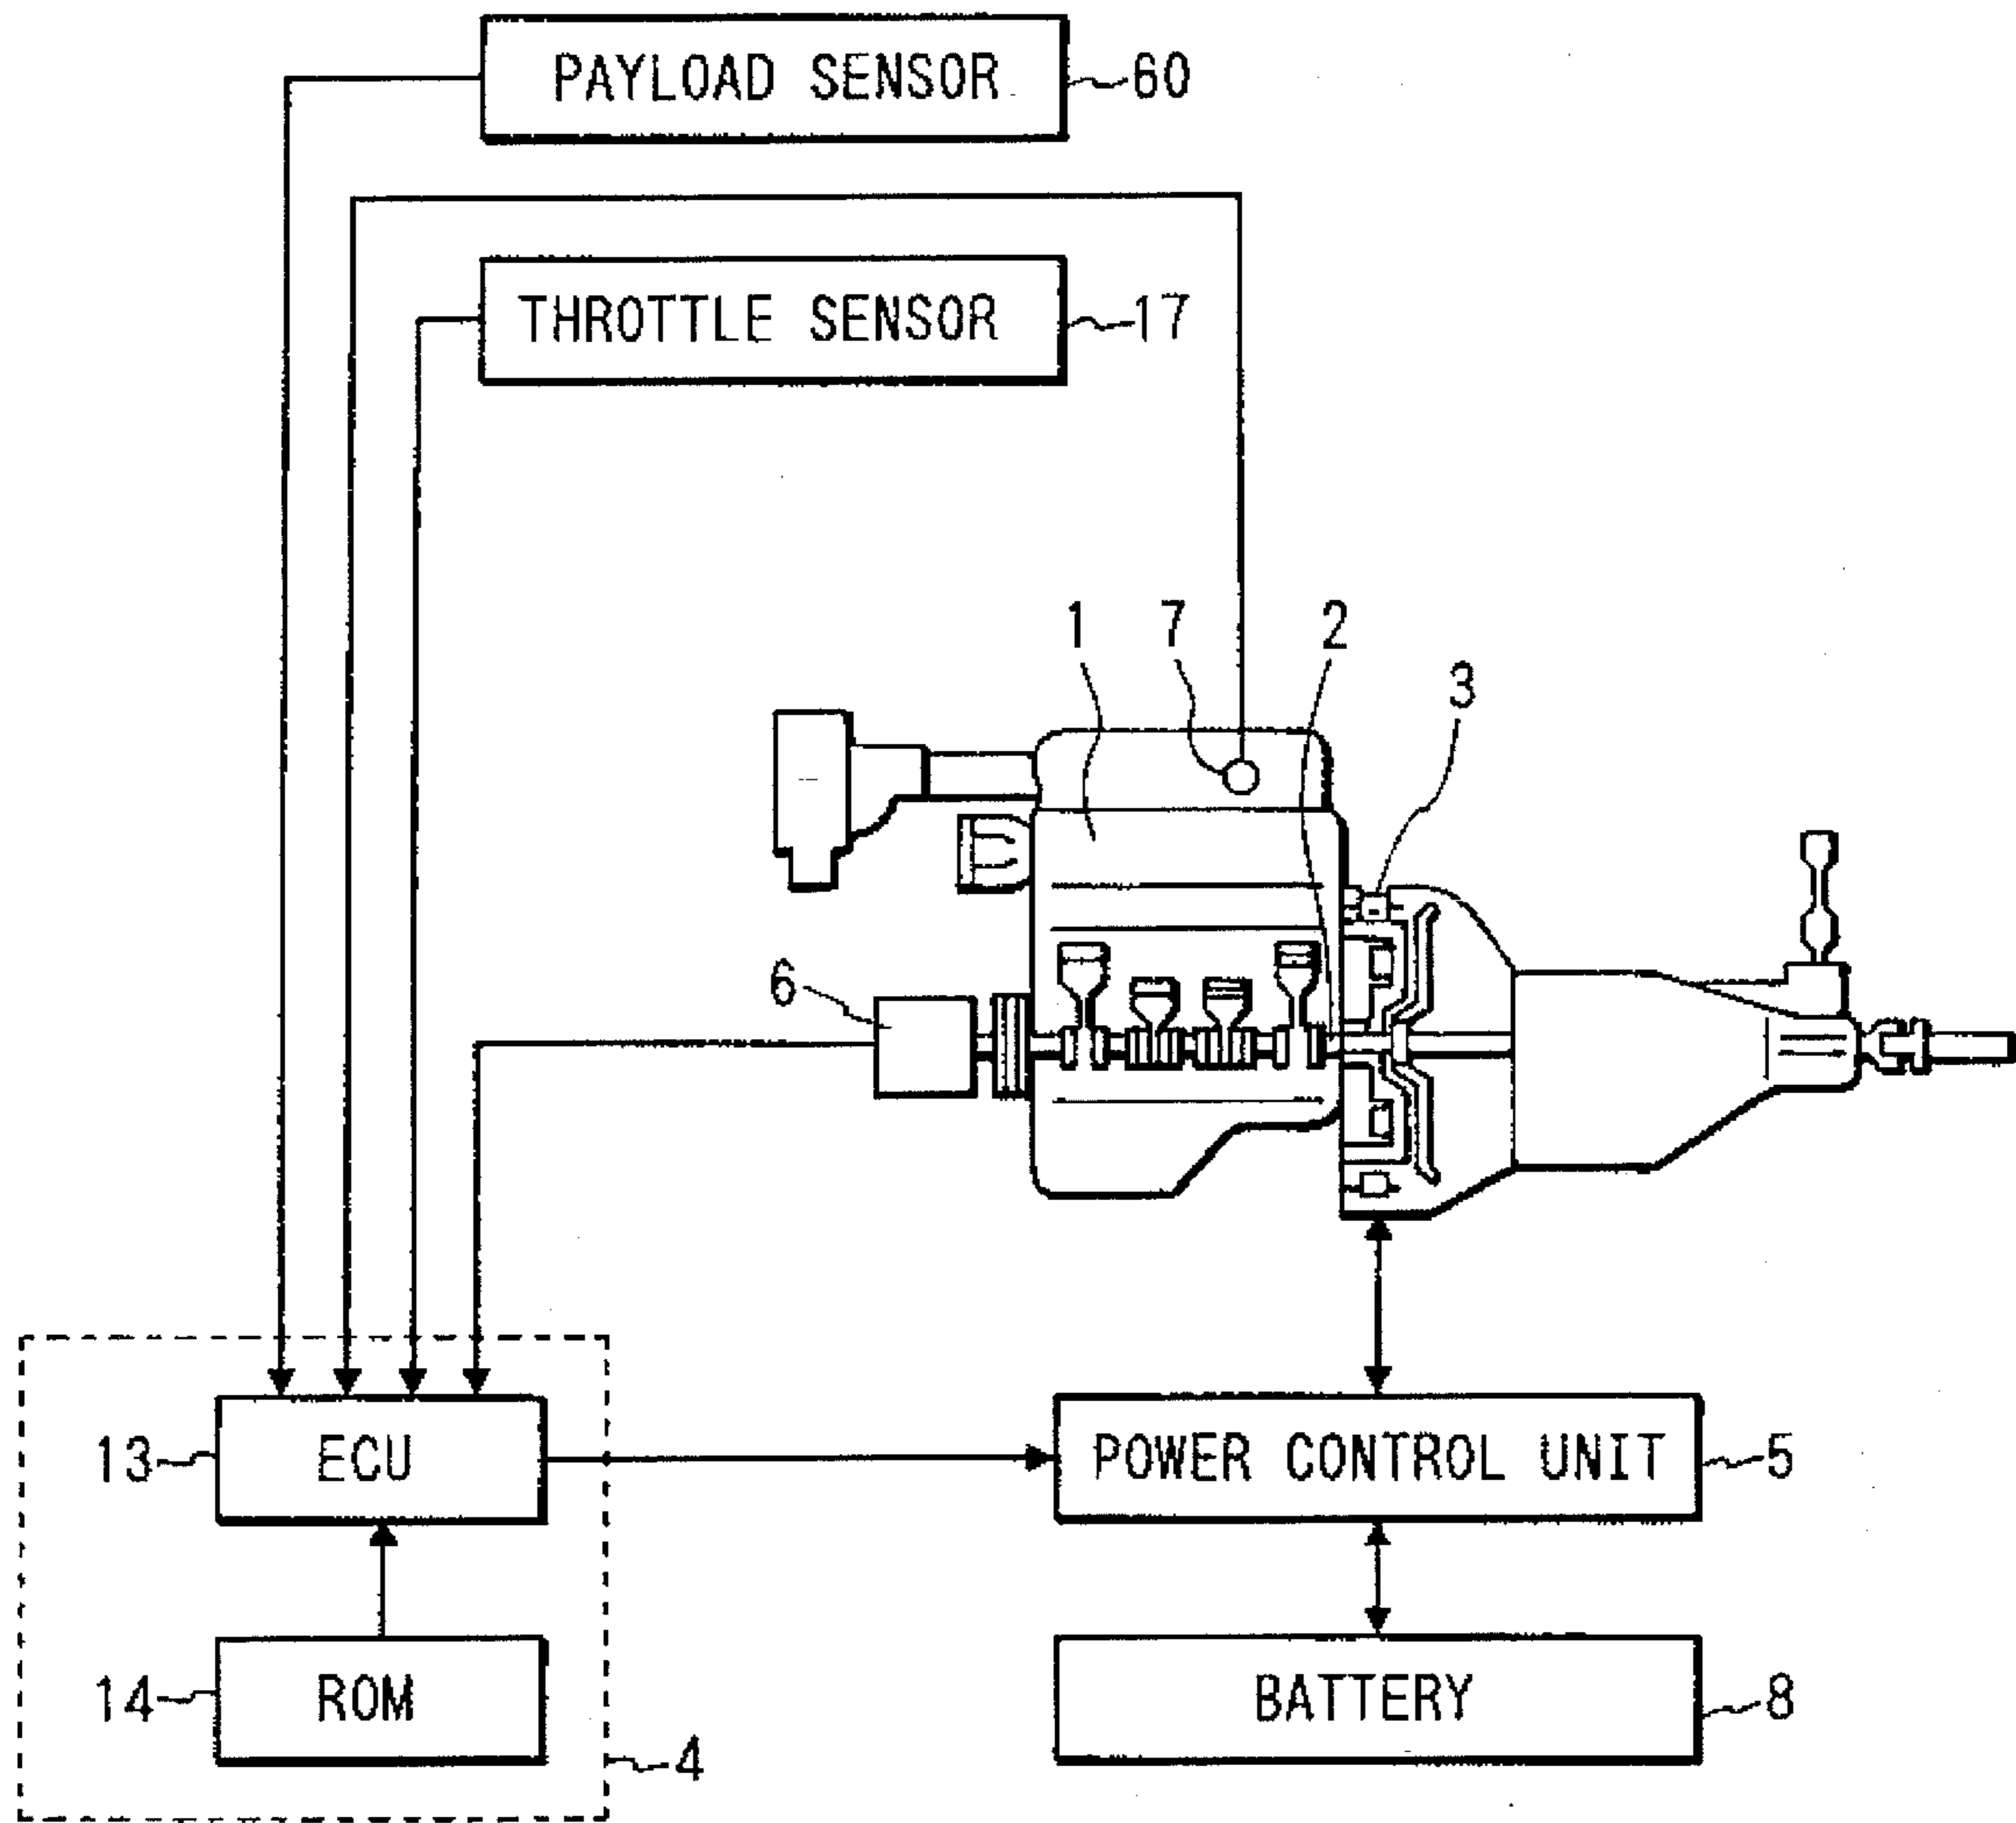 PAYLOAD SENSOR 60
THROTTLE SENSOR 17
1 7 2 3
6
13 ECU
POWER CONTROL UNIT 5
14 ROM
BATTERY 8
4